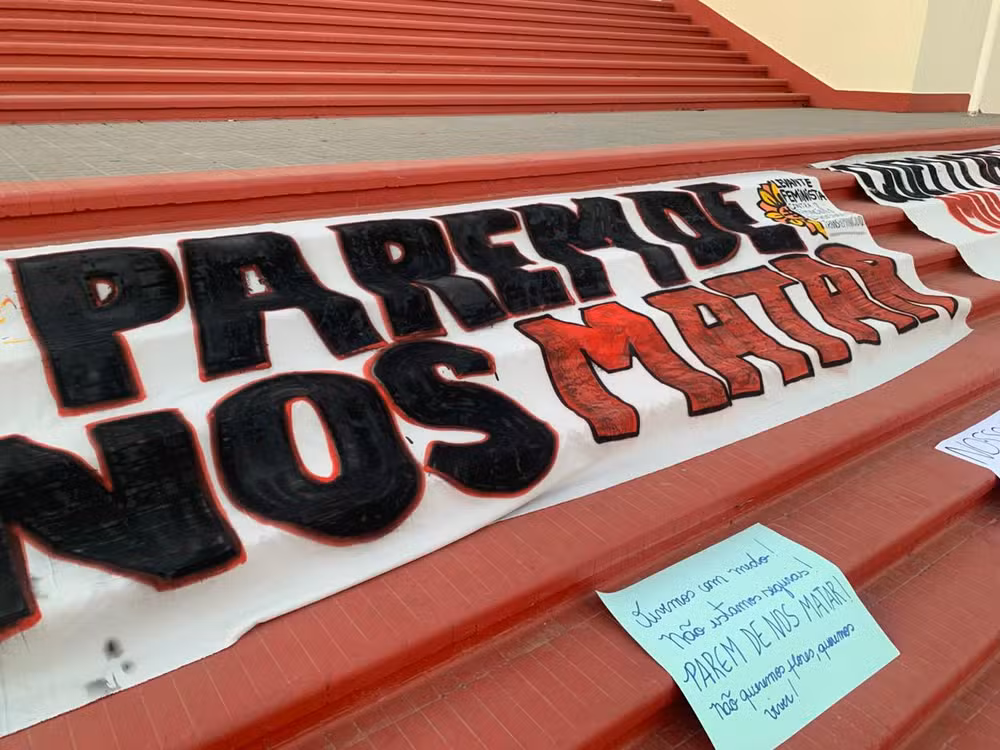 PAREM DE
NOS MATAR
LEVANTE
FEMINISTA
CONTRA O
Vivemos com medo!
Não estamos seguras!
PAREM DE NOS MATAR!
Não queremos flores, queremos
viver!